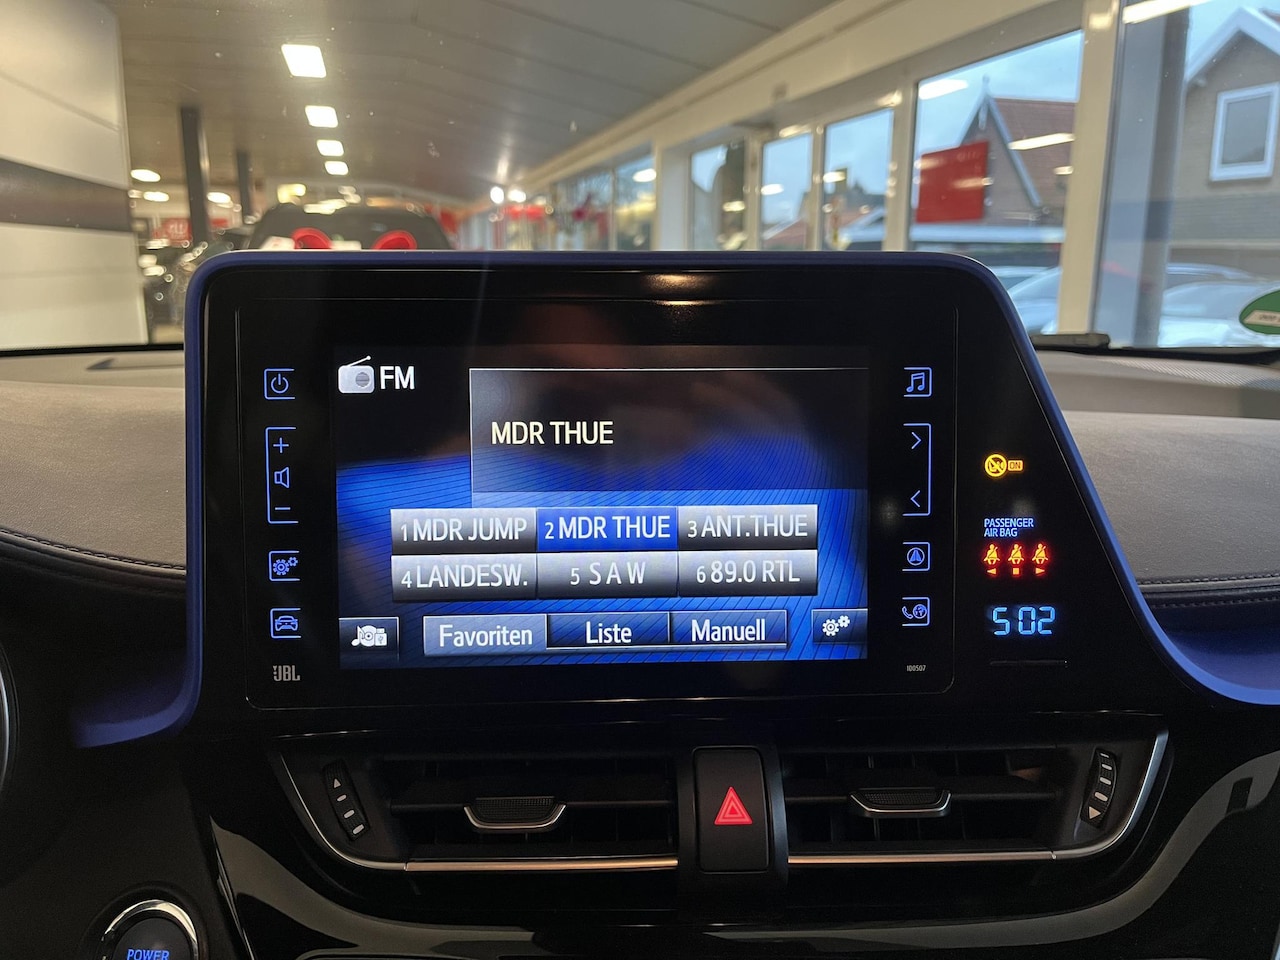 FM
MDR THUE
1 MDR JUMP 2 MDR THUE 3 ANT.THUE
4 LANDESW. 5 S A W 6 89.0 RTL
Favoriten Liste Manuell
JBL
100507
ON
PASSENGER
AIR BAG
5:02
POWER